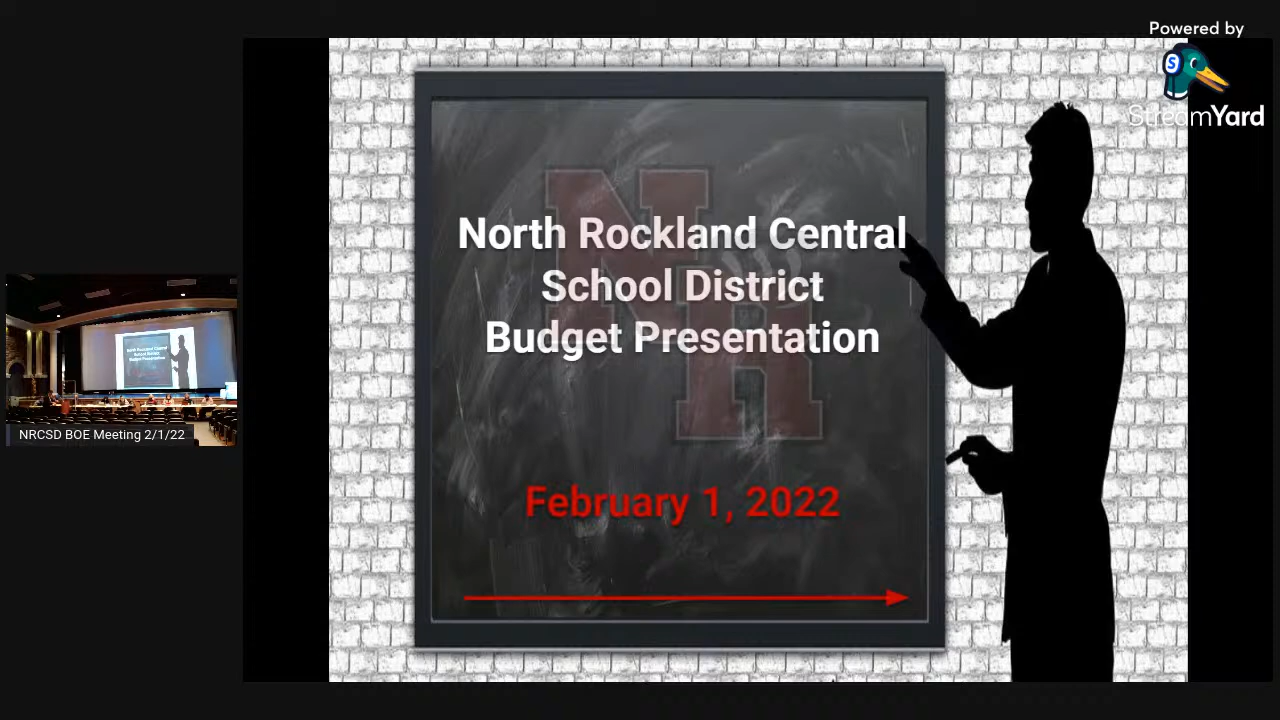 Powered by
StreamYard
North Rockland Central
School District
Budget Presentation
February 1, 2022
NR
NRCSD BOE Meeting 2/1/22